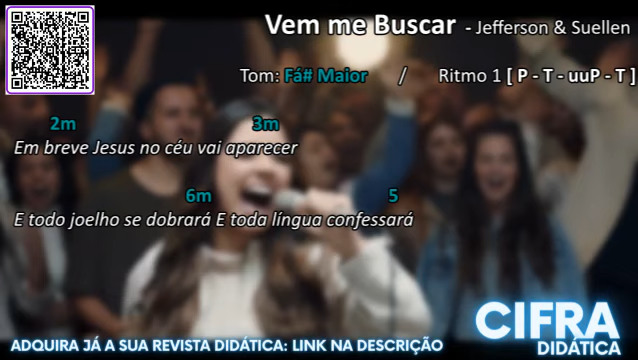 Vem me Buscar - Jefferson & Suellen
Tom: Fá# Maior / Ritmo 1 [ P - T - uuP - T ]
2m 3m
Em breve Jesus no céu vai aparecer
6m 5
E todo joelho se dobrará E toda língua confessará
CIFRA
DIDÁTICA
ADQUIRA JÁ A SUA REVISTA DIDÁTICA: LINK NA DESCRIÇÃO